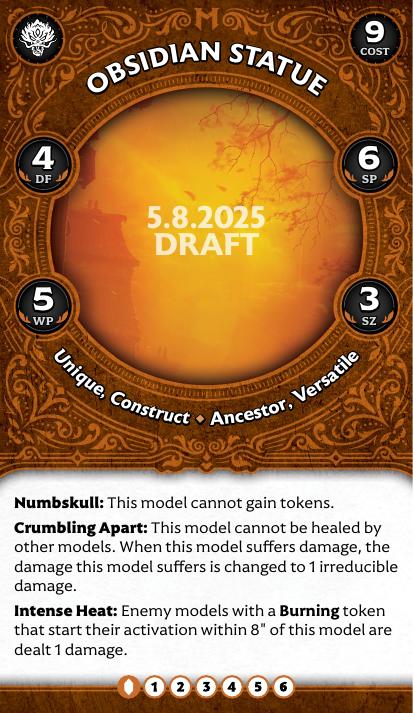 9
COST
OBSIDIAN STATUE
4
DF
6
SP
5.8.2025
DRAFT
5
WP
3
SZ
Unique, Construct ◆ Ancestor, Versatile
Numbskull: This model cannot gain tokens.
Crumbling Apart: This model cannot be healed by
other models. When this model suffers damage, the
damage this model suffers is changed to 1 irreducible
damage.
Intense Heat: Enemy models with a Burning token
that start their activation within 8" of this model are
dealt 1 damage.
1 2 3 4 5 6